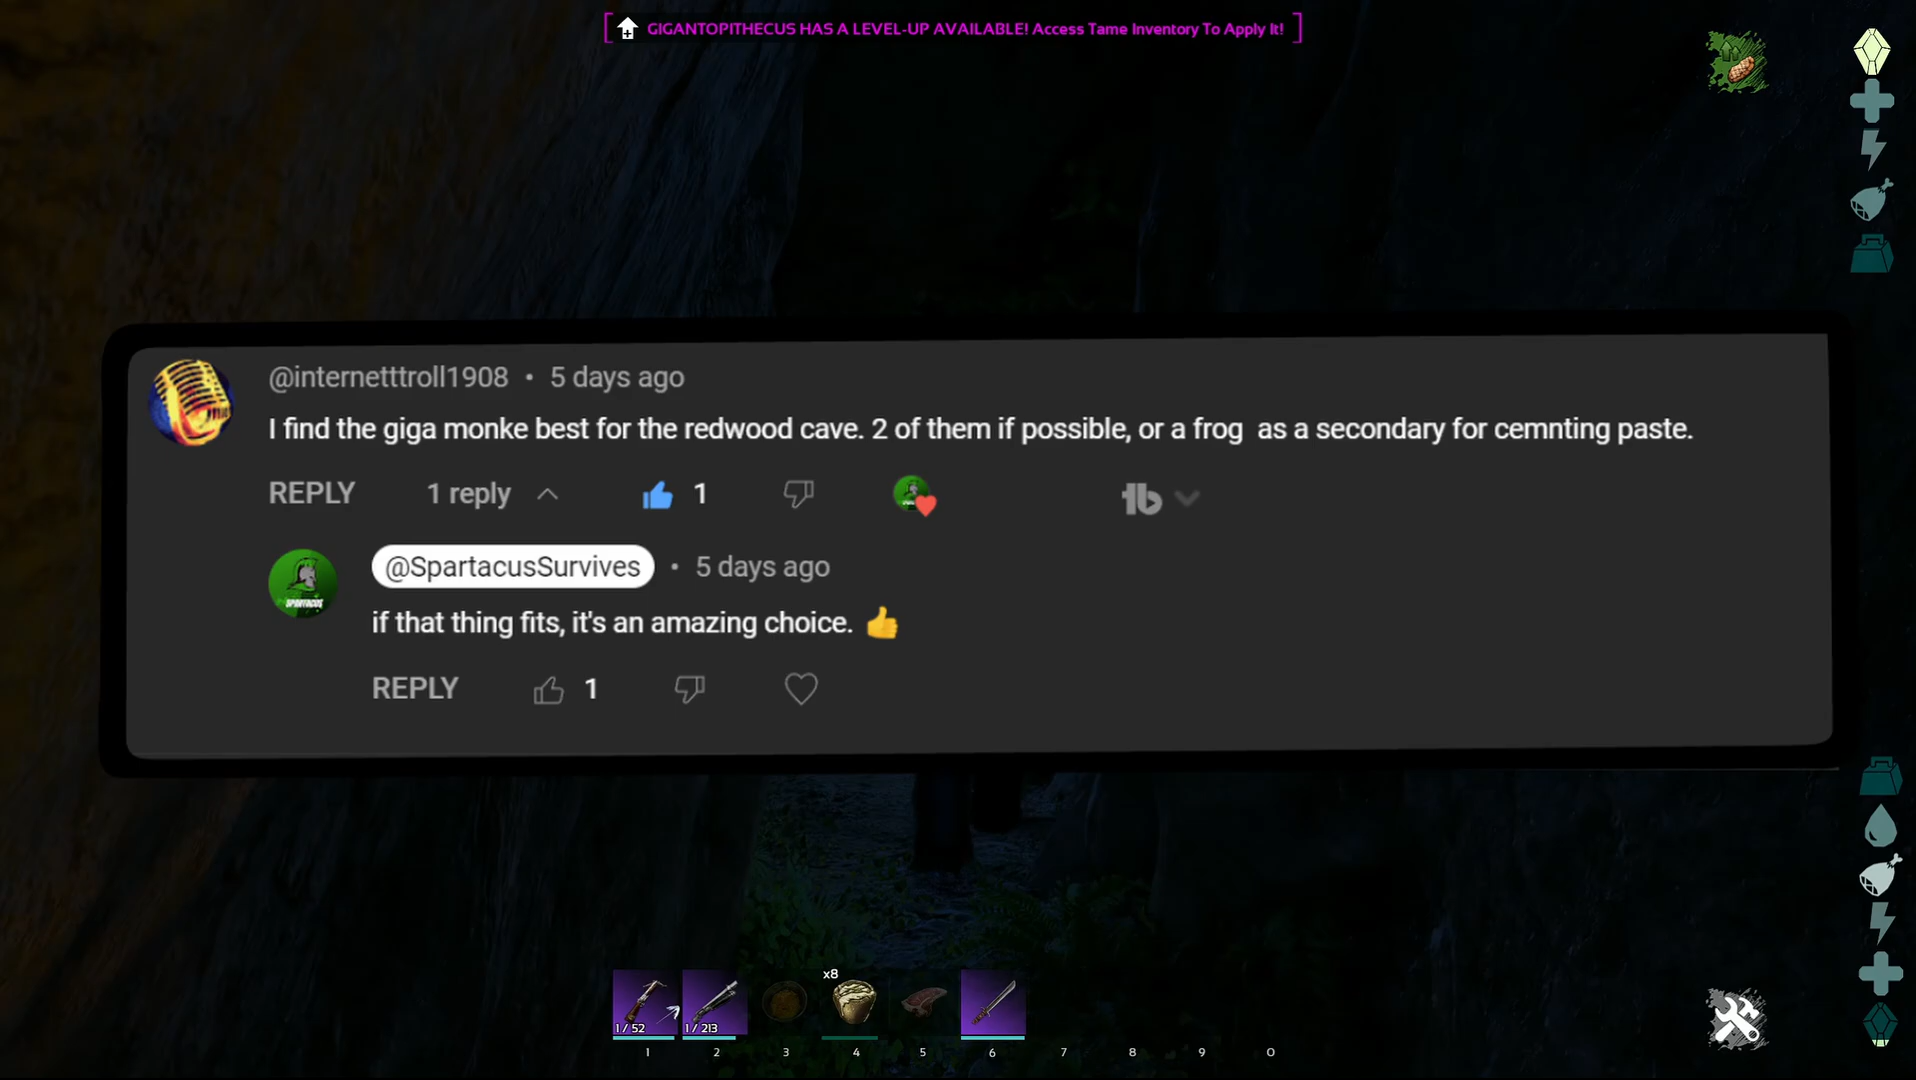 GIGANTOPITHECUS HAS A LEVEL-UP AVAILABLE! Access Tame Inventory To Apply It!
@internetttroll1908 • 5 days ago
I find the giga monke best for the redwood cave. 2 of them if possible, or a frog as a secondary for cemnting paste.
REPLY 1 reply 1
@SpartacusSurvives • 5 days ago
SPARTACUS
if that thing fits, it's an amazing choice. 👍
REPLY 1
x8
1/52 1/213
1 2 3 4 5 6 7 8 9 0